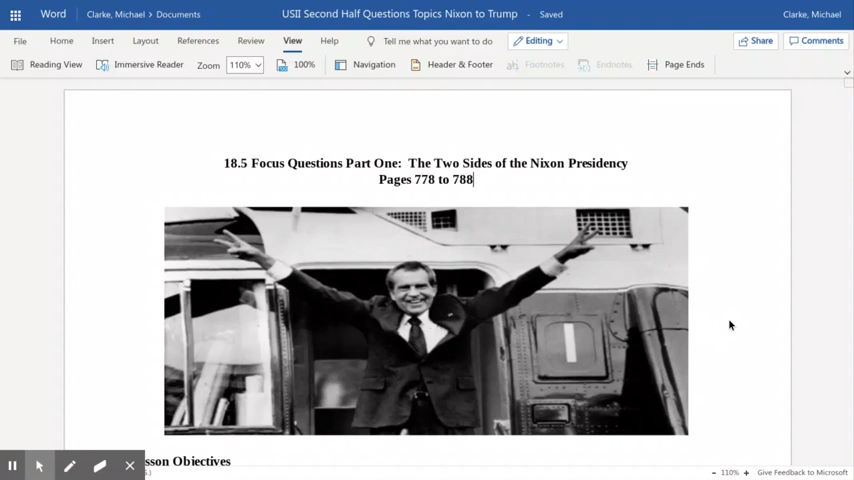 Word Clarke, Michael > Documents USII Second Half Questions Topics Nixon to Trump - Saved Clarke, Michael
File Home Insert Layout References Review View Help Tell me what you want to do Editing Share Comments
Reading View Immersive Reader Zoom 110% 100% Navigation Header & Footer Footnotes Endnotes Page Ends
18.5 Focus Questions Part One: The Two Sides of the Nixon Presidency
Pages 778 to 788
sson Objectives
S.) - 110% + Give Feedback to Microsoft